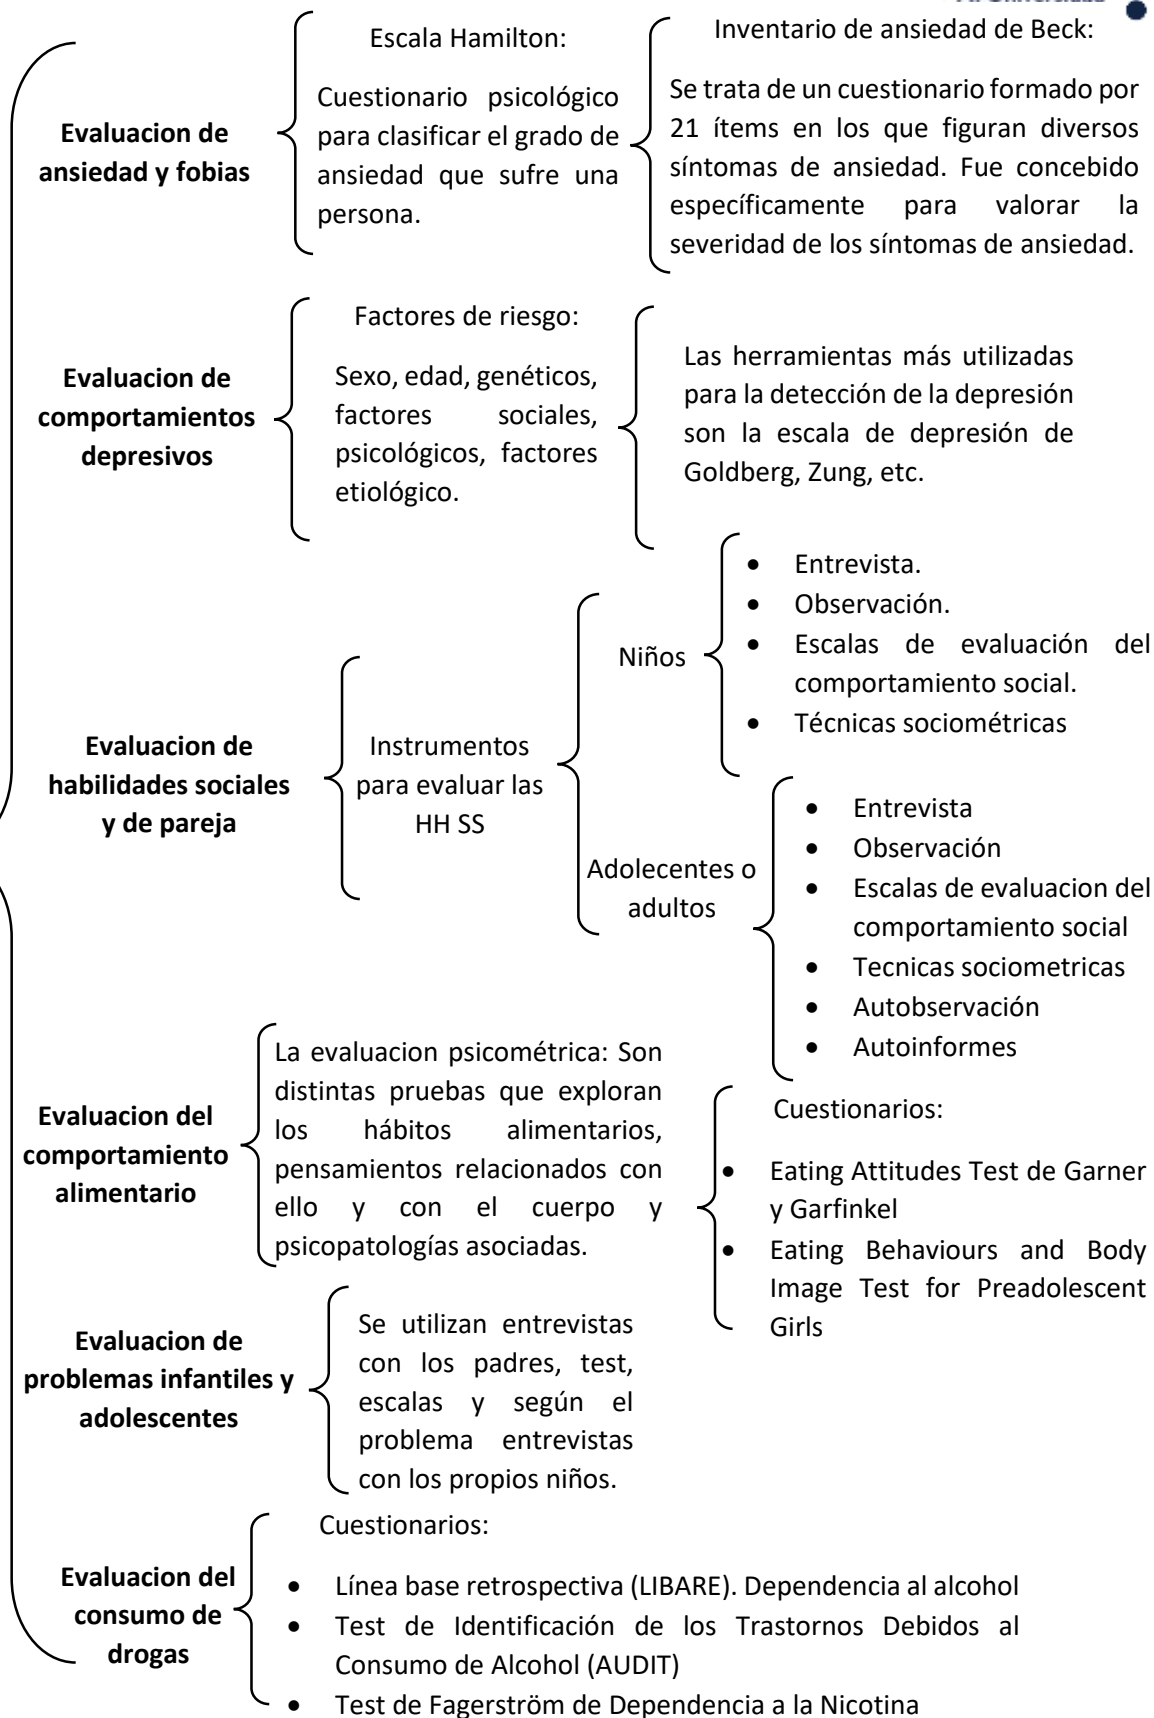 Escala Hamilton:
Cuestionario psicológico
para clasificar el grado de
ansiedad que sufre una
persona.
Inventario de ansiedad de Beck:
Se trata de un cuestionario formado por
21 ítems en los que figuran diversos
síntomas de ansiedad. Fue concebido
específicamente para valorar la
severidad de los síntomas de ansiedad.
Evaluacion de
ansiedad y fobias
Factores de riesgo:
Sexo, edad, genéticos,
factores sociales,
psicológicos, factores
etiológico.
Las herramientas más utilizadas
para la detección de la depresión
son la escala de depresión de
Goldberg, Zung, etc.
Evaluacion de
comportamientos
depresivos
Evaluacion de
habilidades sociales
y de pareja
Instrumentos
para evaluar las
HH SS
Niños
• Entrevista.
• Observación.
• Escalas de evaluación del
comportamiento social.
• Técnicas sociométricas
Adolecentes o
adultos
• Entrevista
• Observación
• Escalas de evaluacion del
comportamiento social
• Tecnicas sociometricas
• Autobservación
• Autoinformes
Evaluacion del
comportamiento
alimentario
La evaluacion psicométrica: Son
distintas pruebas que exploran
los hábitos alimentarios,
pensamientos relacionados con
ello y con el cuerpo y
psicopatologías asociadas.
Cuestionarios:
• Eating Attitudes Test de Garner
y Garfinkel
• Eating Behaviours and Body
Image Test for Preadolescent
Girls
Evaluacion de
problemas infantiles y
adolescentes
Se utilizan entrevistas
con los padres, test,
escalas y según el
problema entrevistas
con los propios niños.
Evaluacion del
consumo de
drogas
Cuestionarios:
• Línea base retrospectiva (LIBARE). Dependencia al alcohol
• Test de Identificación de los Trastornos Debidos al
Consumo de Alcohol (AUDIT)
• Test de Fagerström de Dependencia a la Nicotina